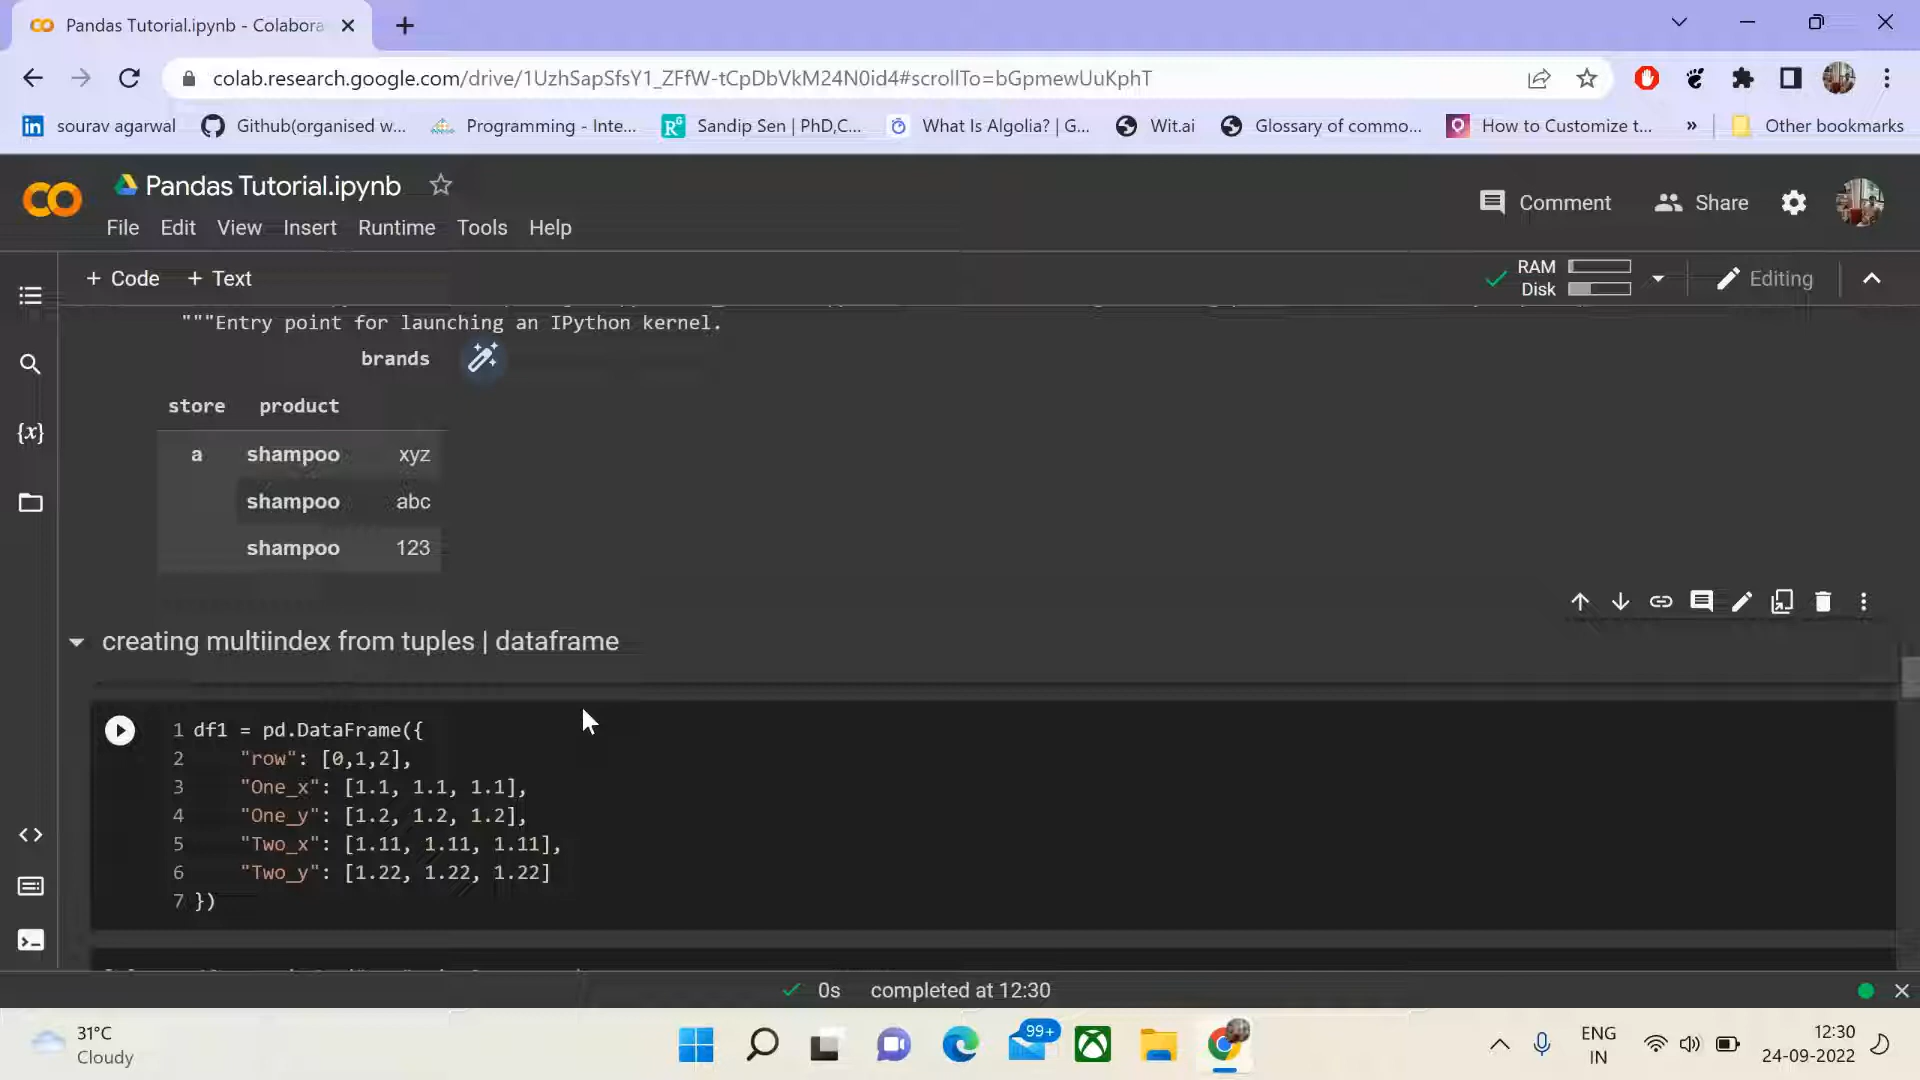 Pandas Tutorial.ipynb - Colabora
colab.research.google.com/drive/1UzhSapSfsY1_ZFfW-tCpDbVkM24N0id4#scrollTo=bGpmewUuKphT
sourav agarwal
Github(organised w...
Programming - Inte...
Sandip Sen | PhD,C...
What Is Algolia? | G...
Wit.ai
Glossary of commo...
How to Customize t...
»
Other bookmarks
Pandas Tutorial.ipynb
Comment
Share
File Edit View Insert Runtime Tools Help
+ Code + Text
RAM
Disk
Editing
"""Entry point for launching an IPython kernel.
brands
store product
a shampoo xyz
shampoo abc
shampoo 123
creating multiindex from tuples | dataframe
1 df1 = pd.DataFrame({
2 "row": [0,1,2],
3 "One_x": [1.1, 1.1, 1.1],
4 "One_y": [1.2, 1.2, 1.2],
5 "Two_x": [1.11, 1.11, 1.11],
6 "Two_y": [1.22, 1.22, 1.22]
7 })
0s completed at 12:30
31°C
Cloudy
99+
ENG
IN
12:30
24-09-2022